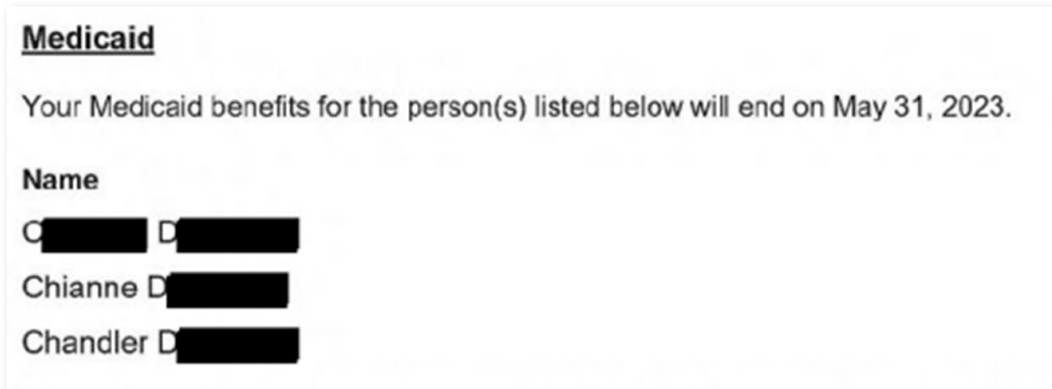 Medicaid
Your Medicaid benefits for the person(s) listed below will end on May 31, 2023.
Name
C D
Chianne D
Chandler D